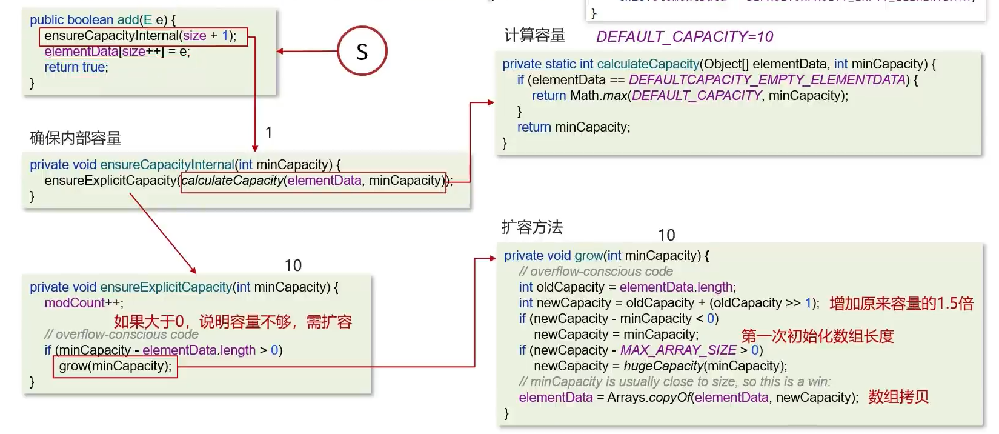 public boolean add(E e) {
ensureCapacityInternal(size + 1);
elementData[size++] = e;
return true;
}
S
}
计算容量
DEFAULT_CAPACITY=10
private static int calculateCapacity(Object[] elementData, int minCapacity) {
if (elementData == DEFAULTCAPACITY_EMPTY_ELEMENTDATA) {
return Math.max(DEFAULT_CAPACITY, minCapacity);
}
return minCapacity;
}
确保内部容量
1
private void ensureCapacityInternal(int minCapacity) {
ensureExplicitCapacity(calculateCapacity(elementData, minCapacity));
}
10
private void ensureExplicitCapacity(int minCapacity) {
modCount++;
如果大于0，说明容量不够，需扩容
// overflow-conscious code
if (minCapacity - elementData.length > 0)
grow(minCapacity);
}
扩容方法
10
private void grow(int minCapacity) {
// overflow-conscious code
int oldCapacity = elementData.length;
int newCapacity = oldCapacity + (oldCapacity >> 1); 增加原来容量的1.5倍
if (newCapacity - minCapacity < 0)
newCapacity = minCapacity; 第一次初始化数组长度
if (newCapacity - MAX_ARRAY_SIZE > 0)
newCapacity = hugeCapacity(minCapacity);
// minCapacity is usually close to size, so this is a win:
elementData = Arrays.copyOf(elementData, newCapacity); 数组拷贝
}